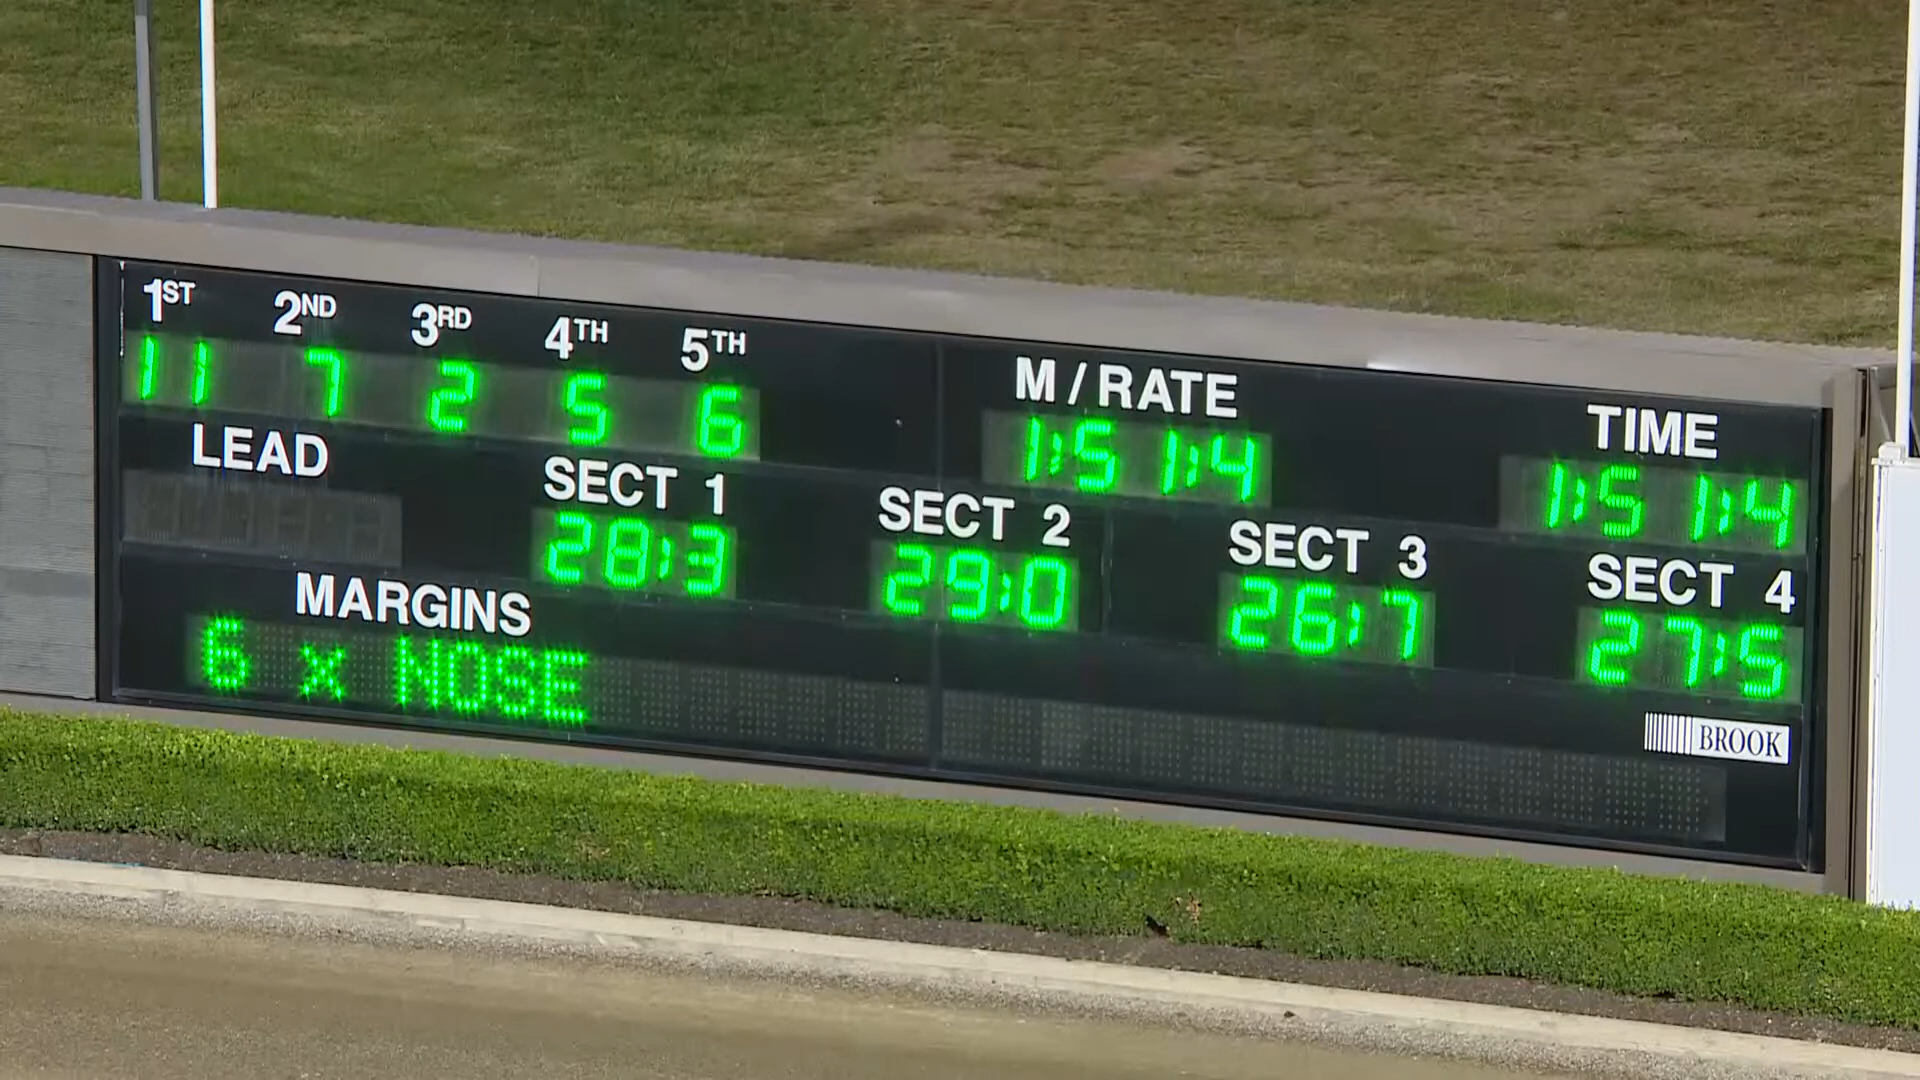 1ST 2ND 3RD 4TH 5TH
11 7 2 5 6
M/RATE
1:51:4
TIME
1:51:4
LEAD
SECT 1
28:3
SECT 2
29:0
SECT 3
26:7
SECT 4
27:5
MARGINS
6 x NOSE
BROOK